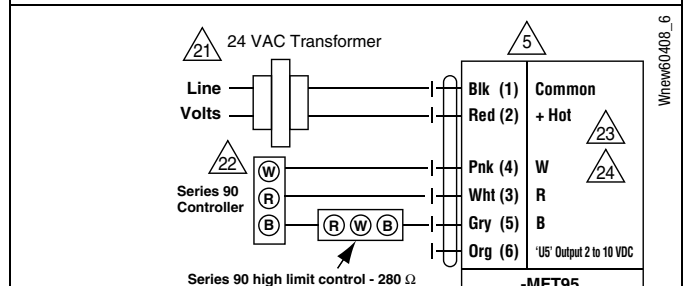 Wnew60408_6
21 24 VAC Transformer
5
Line
Volts
Blk (1) Common
Red (2) + Hot
23
22
Series 90
Controller
W
R
B
R W B
Pnk (4) W
24
Wht (3) R
Gry (5) B
Org (6) 'U5' Output 2 to 10 VDC
Series 90 high limit control - 280 Ω
-MFT95